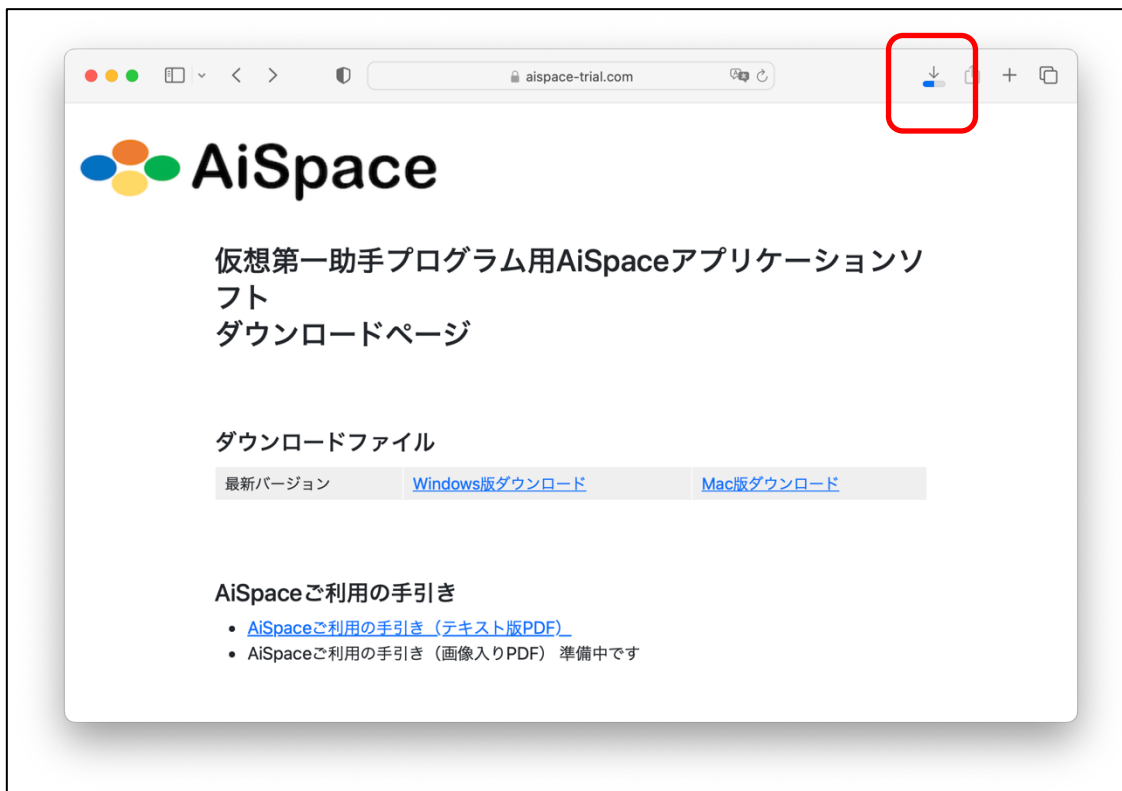 aispace-trial.com
AiSpace
仮想第一助手プログラム用AiSpaceアプリケーションソ
フト
ダウンロードページ
ダウンロードファイル
最新バージョン Windows版ダウンロード Mac版ダウンロード
AiSpaceご利用の手引き
• AiSpaceご利用の手引き（テキスト版PDF）
• AiSpaceご利用の手引き（画像入りPDF） 準備中です